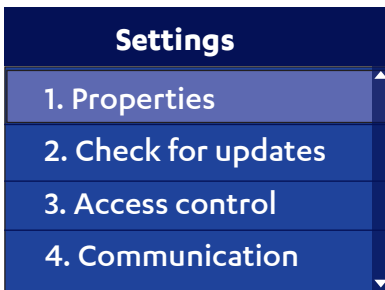 Settings
1. Properties
2. Check for updates
3. Access control
4. Communication